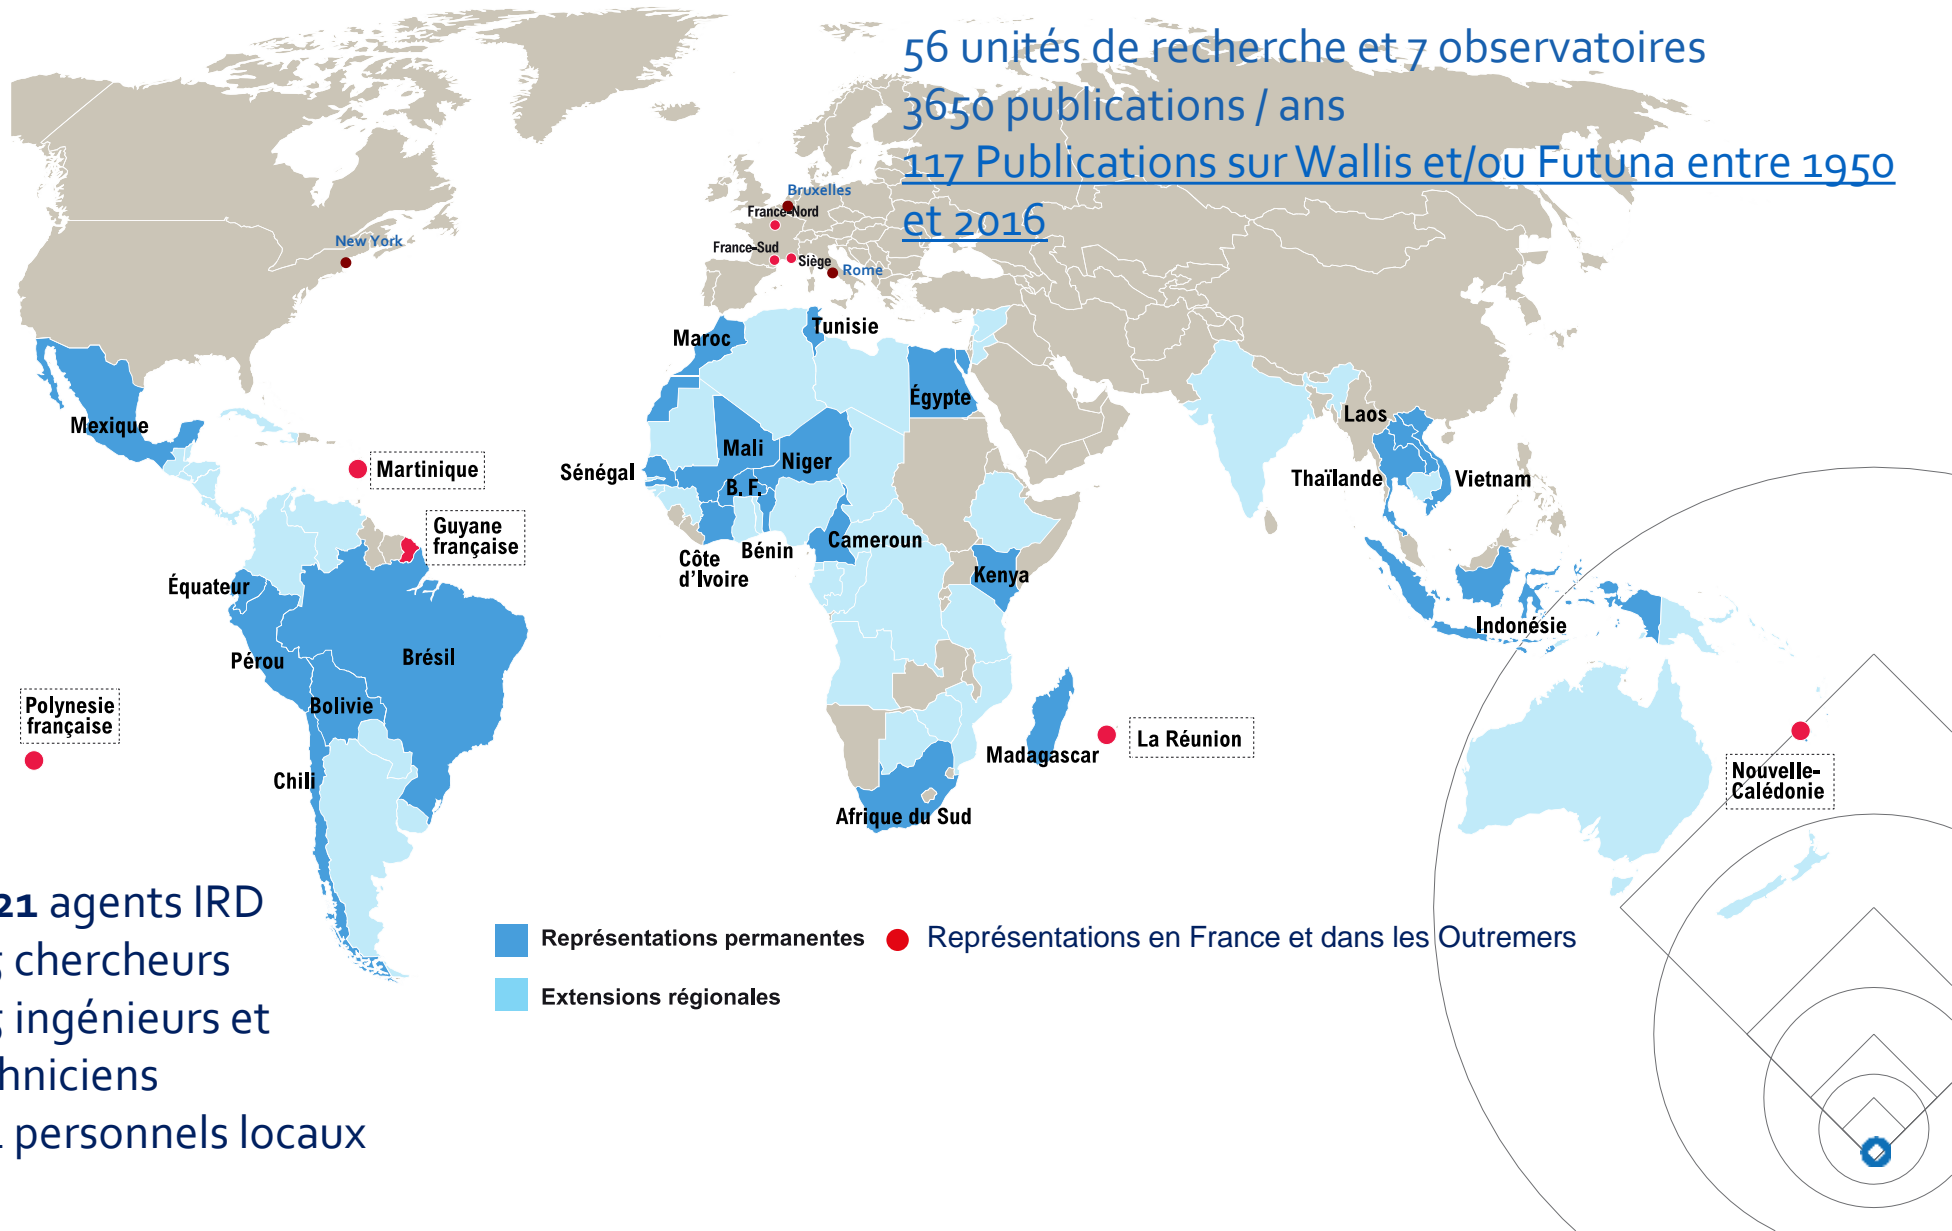 56 unités de recherche et 7 observatoires
3650 publications / ans
117 Publications sur Wallis et/ou Futuna entre 1950
et 2016
Bruxelles
France-Nord
New York
France-Sud
Siège
Rome
Maroc
Tunisie
Égypte
Mexique
Laos
Mali
Niger
Martinique
Sénégal
Thaïlande
Vietnam
B. F.
Guyane
française
Côte
d'Ivoire
Bénin
Cameroun
Kenya
Équateur
Indonésie
Pérou
Brésil
Bolivie
Polynesie
française
Madagascar
La Réunion
Chili
Nouvelle-
Calédonie
Afrique du Sud
21 agents IRD
chercheurs
ingénieurs et
hniciens
personnels locaux
Représentations permanentes
Représentations en France et dans les Outremers
Extensions régionales